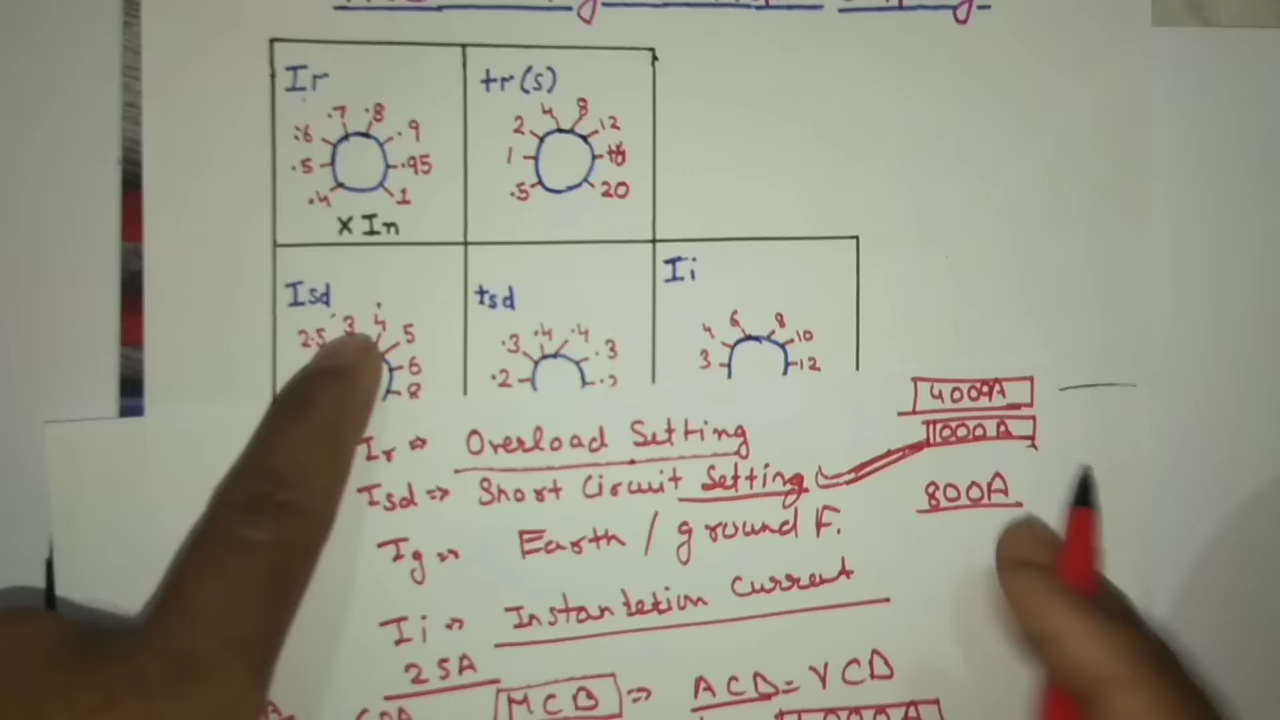 Ir
.4 .5 .6 .7 .8 .9 .95 1
X In
tr(s)
.5 1 2 4 8 12 20
Isd
2.5 3 4 5 6 8
tsd
.2 .3 .4 .4 .3 .2
Ii
3 4 6 8 10 12
4000A
1000A
800A
Ir ⇒ Overload Setting
Isd ⇒ Short Circuit Setting
Ig ⇒ Earth / ground F.
Ii ⇒ Instantetion Current
25A
MCB ⇒ ACB = VCB